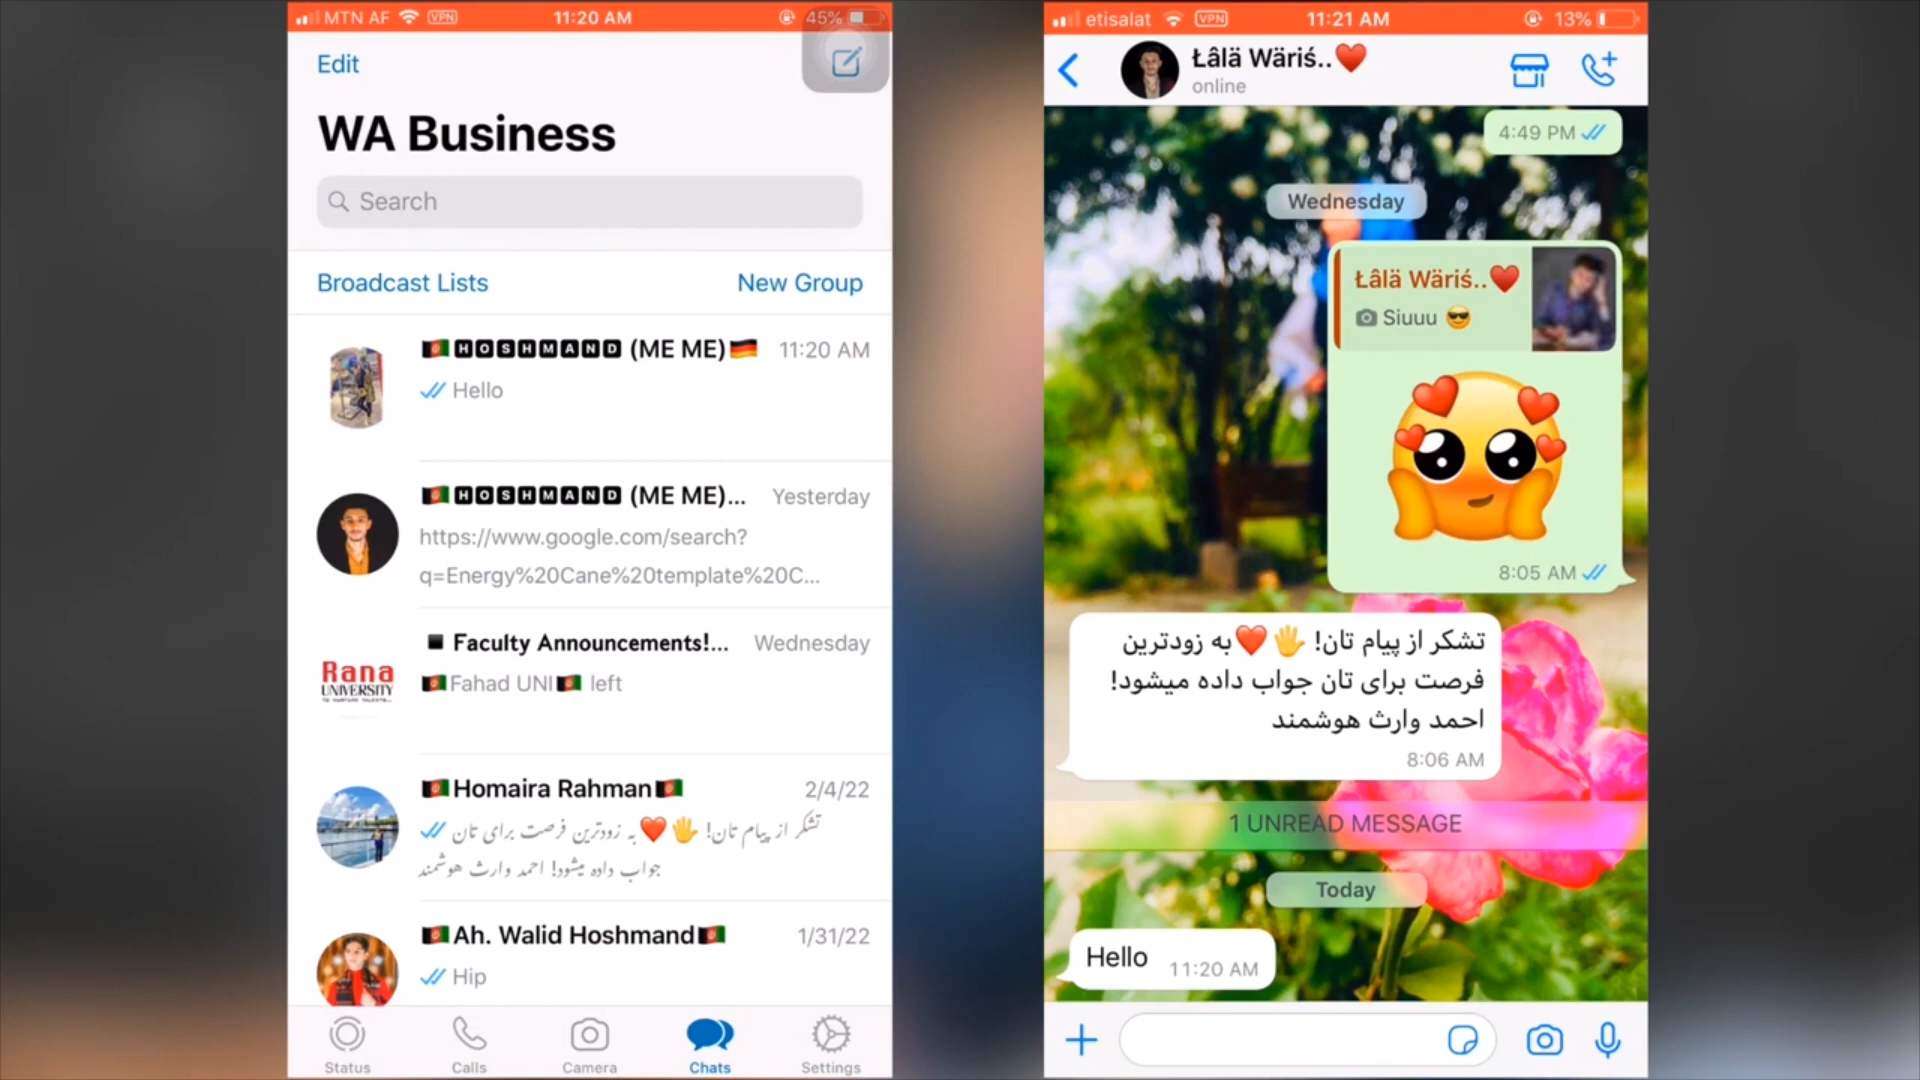 MTN AF VPN 11:20 AM 45%
Edit
WA Business
Search
Broadcast Lists New Group
🇦🇫🅷🅾🆂🅷🅼🅰🅽🅳 (ME ME)🇩🇪 11:20 AM
Hello
🇦🇫🅷🅾🆂🅷🅼🅰🅽🅳 (ME ME)... Yesterday
https://www.google.com/search?
q=Energy%20Cane%20template%20C...
▪️ Faculty Announcements!... Wednesday
🇦🇫Fahad UNI🇦🇫 left
Rana
UNIVERSITY
🇦🇫Homaira Rahman🇦🇫 2/4/22
تشکر از پیام تان! 🖐❤️به زودترین فرصت برای تان
جواب داده میشود! احمد وارث هوشمند
🇦🇫Ah. Walid Hoshmand🇦🇫 1/31/22
Hip
Status Calls Camera Chats Settings
etisalat VPN 11:21 AM 13%
Łâlä Wäriś..❤️
online
4:49 PM
Wednesday
Łâlä Wäriś..❤️
Siuuu 😎
8:05 AM
تشکر از پیام تان! 🖐❤️به زودترین
فرصت برای تان جواب داده میشود!
احمد وارث هوشمند
8:06 AM
1 UNREAD MESSAGE
Today
Hello 11:20 AM